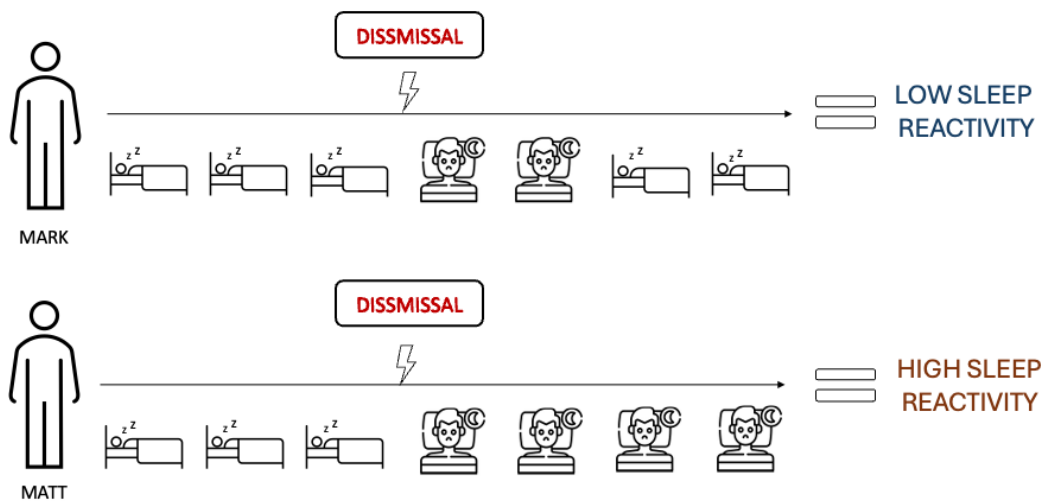 DISSMISSAL
LOW SLEEP
REACTIVITY
z Z
z Z
z Z
z Z
z Z
MARK
DISSMISSAL
HIGH SLEEP
REACTIVITY
z Z
z Z
z Z
MATT